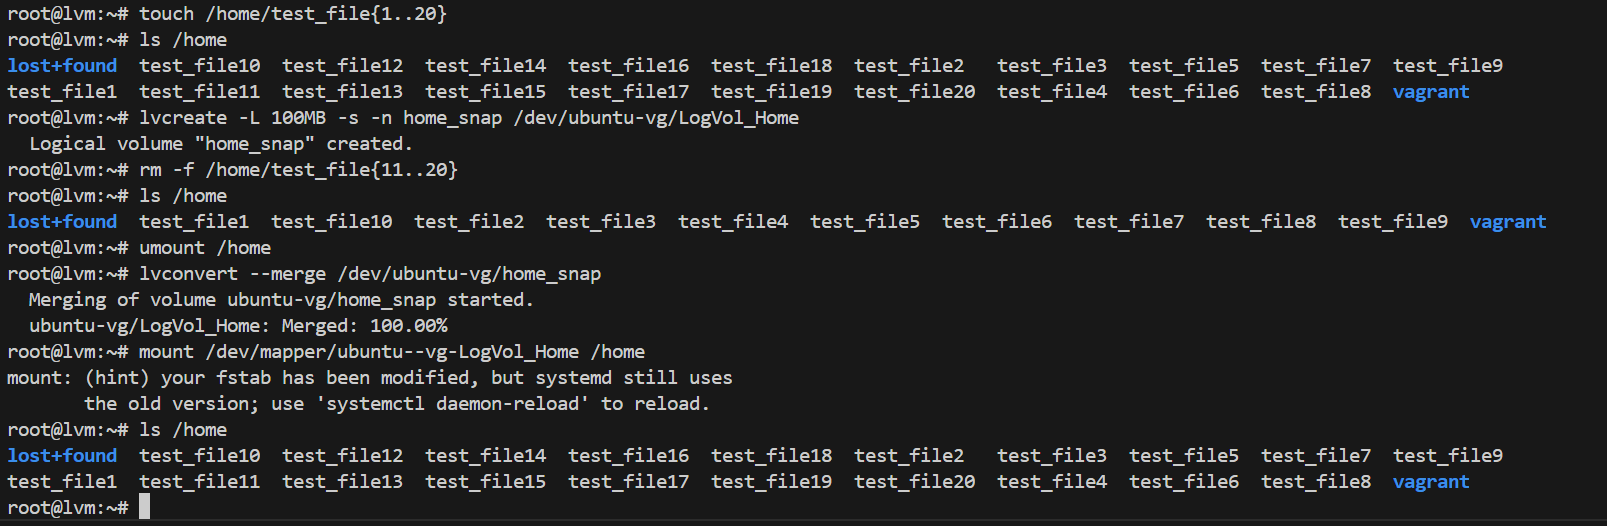 root@lvm:~# touch /home/test_file{1..20}
root@lvm:~# ls /home
lost+found  test_file10  test_file12  test_file14  test_file16  test_file18  test_file2   test_file3  test_file5  test_file7  test_file9
test_file1  test_file11  test_file13  test_file15  test_file17  test_file19  test_file20  test_file4  test_file6  test_file8  vagrant
root@lvm:~# lvcreate -L 100MB -s -n home_snap /dev/ubuntu-vg/LogVol_Home
  Logical volume "home_snap" created.
root@lvm:~# rm -f /home/test_file{11..20}
root@lvm:~# ls /home
lost+found  test_file1  test_file10  test_file2  test_file3  test_file4  test_file5  test_file6  test_file7  test_file8  test_file9  vagrant
root@lvm:~# umount /home
root@lvm:~# lvconvert --merge /dev/ubuntu-vg/home_snap
  Merging of volume ubuntu-vg/home_snap started.
  ubuntu-vg/LogVol_Home: Merged: 100.00%
root@lvm:~# mount /dev/mapper/ubuntu--vg-LogVol_Home /home
mount: (hint) your fstab has been modified, but systemd still uses
       the old version; use 'systemctl daemon-reload' to reload.
root@lvm:~# ls /home
lost+found  test_file10  test_file12  test_file14  test_file16  test_file18  test_file2   test_file3  test_file5  test_file7  test_file9
test_file1  test_file11  test_file13  test_file15  test_file17  test_file19  test_file20  test_file4  test_file6  test_file8  vagrant
root@lvm:~#